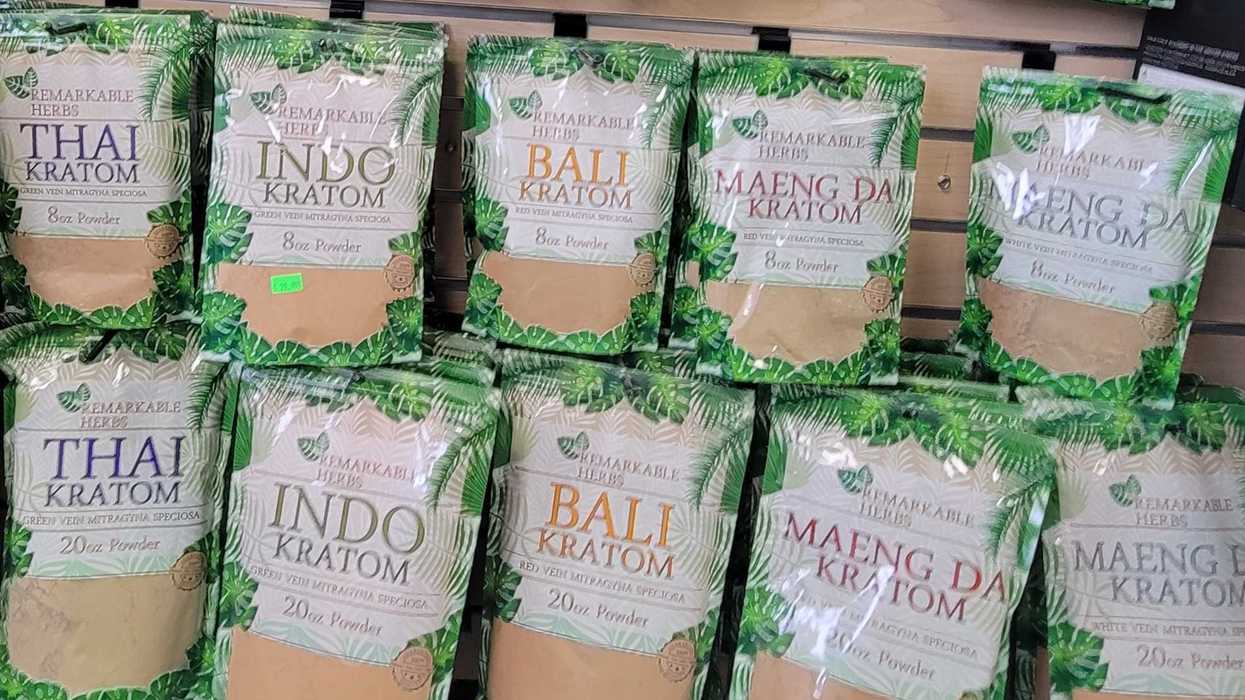 REMARKABLE
HERBS
THAI
KRATOM
GREEN VEIN MITRAGYNA SPECIOSA
8oz Powder
REMARKABLE
HERBS
INDO
KRATOM
GREEN VEIN MITRAGYNA SPECIOSA
8oz Powder
REMARKABLE
HERBS
BALI
KRATOM
RED VEIN MITRAGYNA SPECIOSA
8oz Powder
REMARKABLE
HERBS
MAENG DA
KRATOM
RED VEIN MITRAGYNA SPECIOSA
8oz Powder
REMARKABL
HERBS
MAENG DA
KRATOM
WHITE VEIN MITRAGYNA SPECIOSA
8oz Powder
REMARKABLE
HERBS
THAI
KRATOM
GREEN VEIN MITRAGYNA SPECIOSA
20oz Powder
REMARKABLE
HERBS
INDO
KRATOM
GREEN VEIN MITRAGYNA SPECIOSA
20oz Powder
REMARKABLE
HERBS
BALI
KRATOM
RED VEIN MITRAGYNA SPECIOSA
20oz Powder
REMARKABLE
HERBS
MAENG DA
KRATOM
RED VEIN MITRAGYNA SPECIOSA
20oz Powder
REMARKABLE
HERBS
MAENG D
KRATOM
WHITE VEIN MITRAGYNA SPECIOSA
20oz Powder